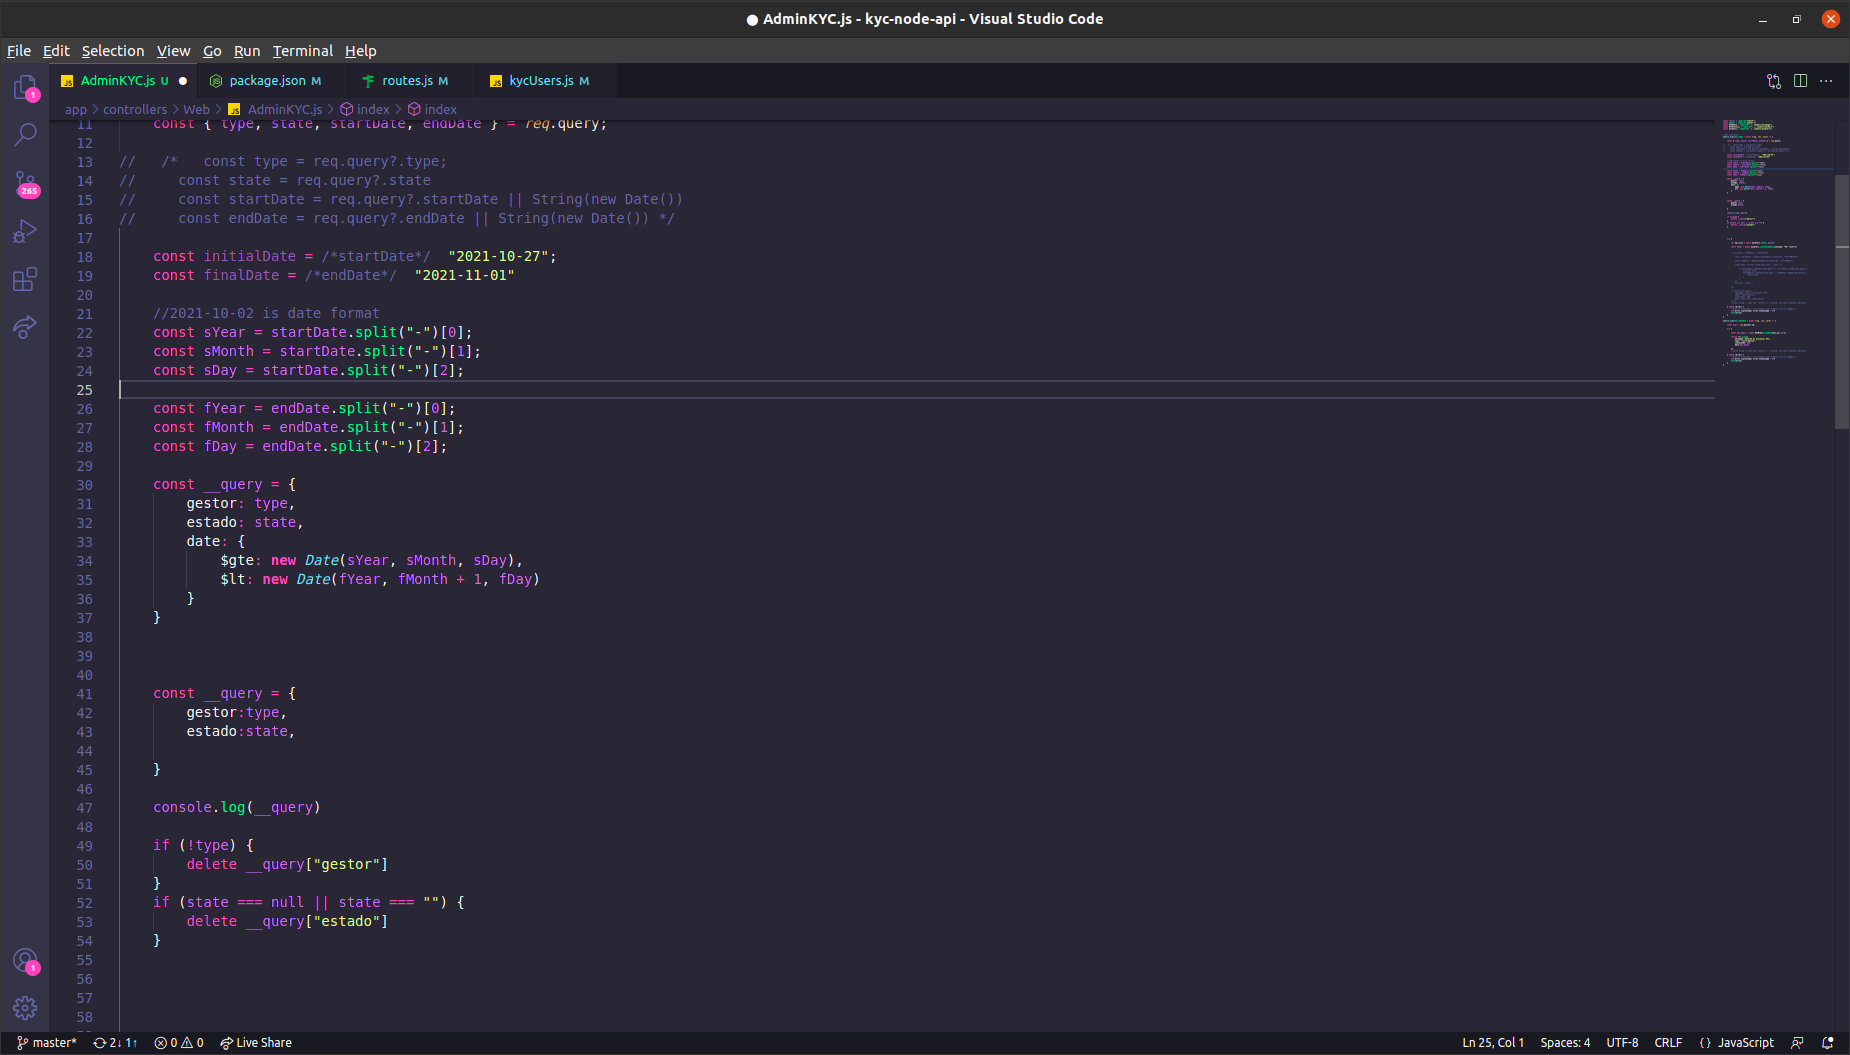 AdminKYC.js - kyc-node-api - Visual Studio Code
File Edit Selection View Go Run Terminal Help
AdminKYC.js U
package.json M
routes.js M
kycUsers.js M
app > controllers > Web > AdminKYC.js > index > index
11     const { type, state, startDate, endDate } = req.query;
12
13 //   /*   const type = req.query?.type;
14 //     const state = req.query?.state
15 //     const startDate = req.query?.startDate || String(new Date())
16 //     const endDate = req.query?.endDate || String(new Date()) */
17
18     const initialDate = /*startDate*/  "2021-10-27";
19     const finalDate = /*endDate*/  "2021-11-01"
20
21     //2021-10-02 is date format
22     const sYear = startDate.split("-")[0];
23     const sMonth = startDate.split("-")[1];
24     const sDay = startDate.split("-")[2];
25
26     const fYear = endDate.split("-")[0];
27     const fMonth = endDate.split("-")[1];
28     const fDay = endDate.split("-")[2];
29
30     const __query = {
31         gestor: type,
32         estado: state,
33         date: {
34             $gte: new Date(sYear, sMonth, sDay),
35             $lt: new Date(fYear, fMonth + 1, fDay)
36         }
37     }
38
39
40
41     const __query = {
42         gestor:type,
43         estado:state,
44
45     }
46
47     console.log(__query)
48
49     if (!type) {
50         delete __query["gestor"]
51     }
52     if (state === null || state === "") {
53         delete __query["estado"]
54     }
55
56
57
58
1
265
1
master* 2↓ 1↑ 0 0 Live Share
Ln 25, Col 1 Spaces: 4 UTF-8 CRLF {} JavaScript